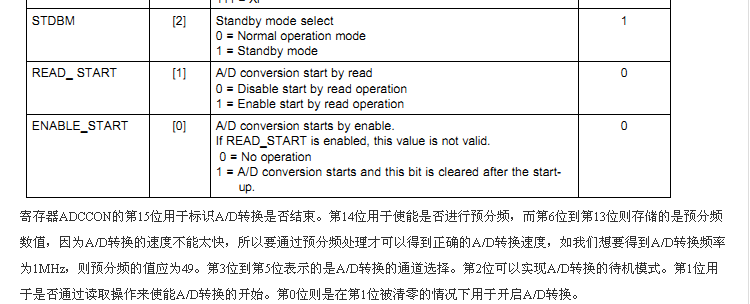 111 = XP
STDBM [2] Standby mode select 1
0 = Normal operation mode
1 = Standby mode
READ_ START [1] A/D conversion start by read 0
0 = Disable start by read operation
1 = Enable start by read operation
ENABLE_START [0] A/D conversion starts by enable. 0
If READ_START is enabled, this value is not valid.
0 = No operation
1 = A/D conversion starts and this bit is cleared after the start-
up.
寄存器ADCCON的第15位用于标识A/D转换是否结束。第14位用于使能是否进行预分频，而第6位到第13位则存储的是预分频
数值，因为A/D转换的速度不能太快，所以要通过预分频处理才可以得到正确的A/D转换速度，如我们想要得到A/D转换频率
为1MHz，则预分频的值应为49。第3位到第5位表示的是A/D转换的通道选择。第2位可以实现A/D转换的待机模式。第1位用
于是否通过读取操作来使能A/D转换的开始。第0位则是在第1位被清零的情况下用于开启A/D转换。